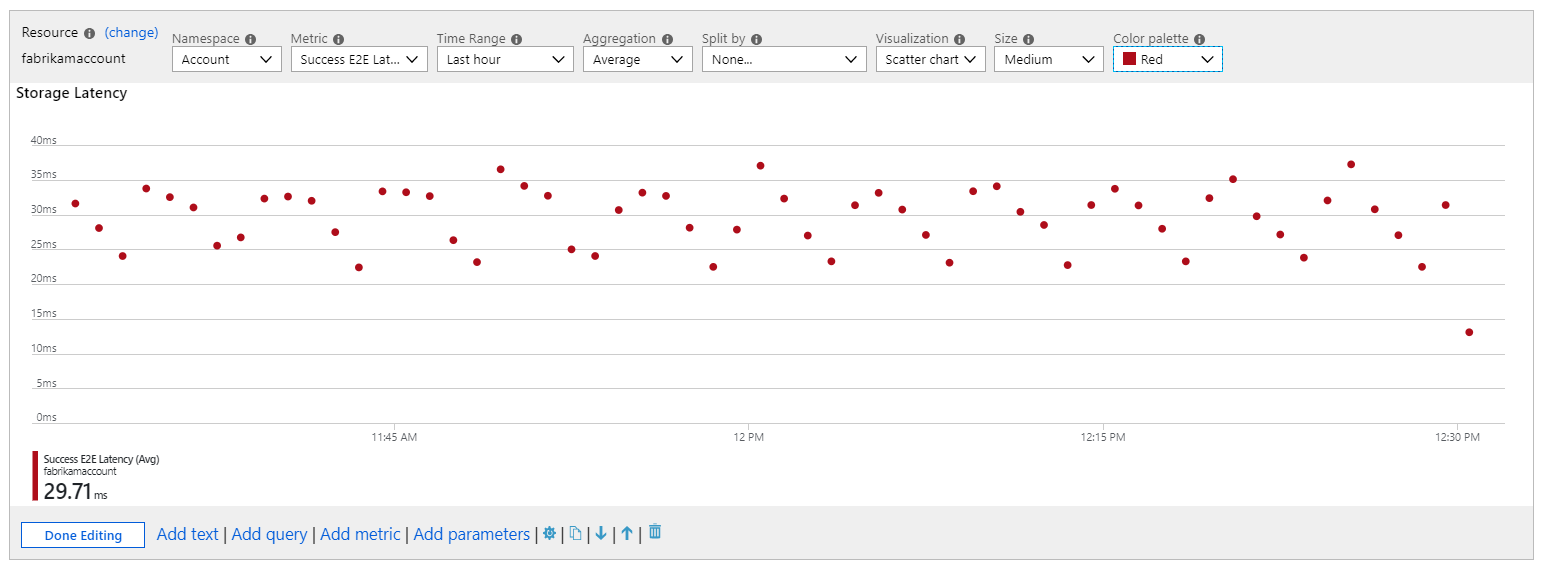 Resource (change)
fabrikamaccount
Namespace
Account
Metric
Success E2E Lat...
Time Range
Last hour
Aggregation
Average
Split by
None...
Visualization
Scatter chart
Size
Medium
Color palette
Red
Storage Latency
40ms
35ms
30ms
25ms
20ms
15ms
10ms
5ms
0ms
11:45 AM
12 PM
12:15 PM
12:30 PM
Success E2E Latency (Avg)
fabrikamaccount
29.71 ms
Done Editing Add text | Add query | Add metric | Add parameters | | | | |